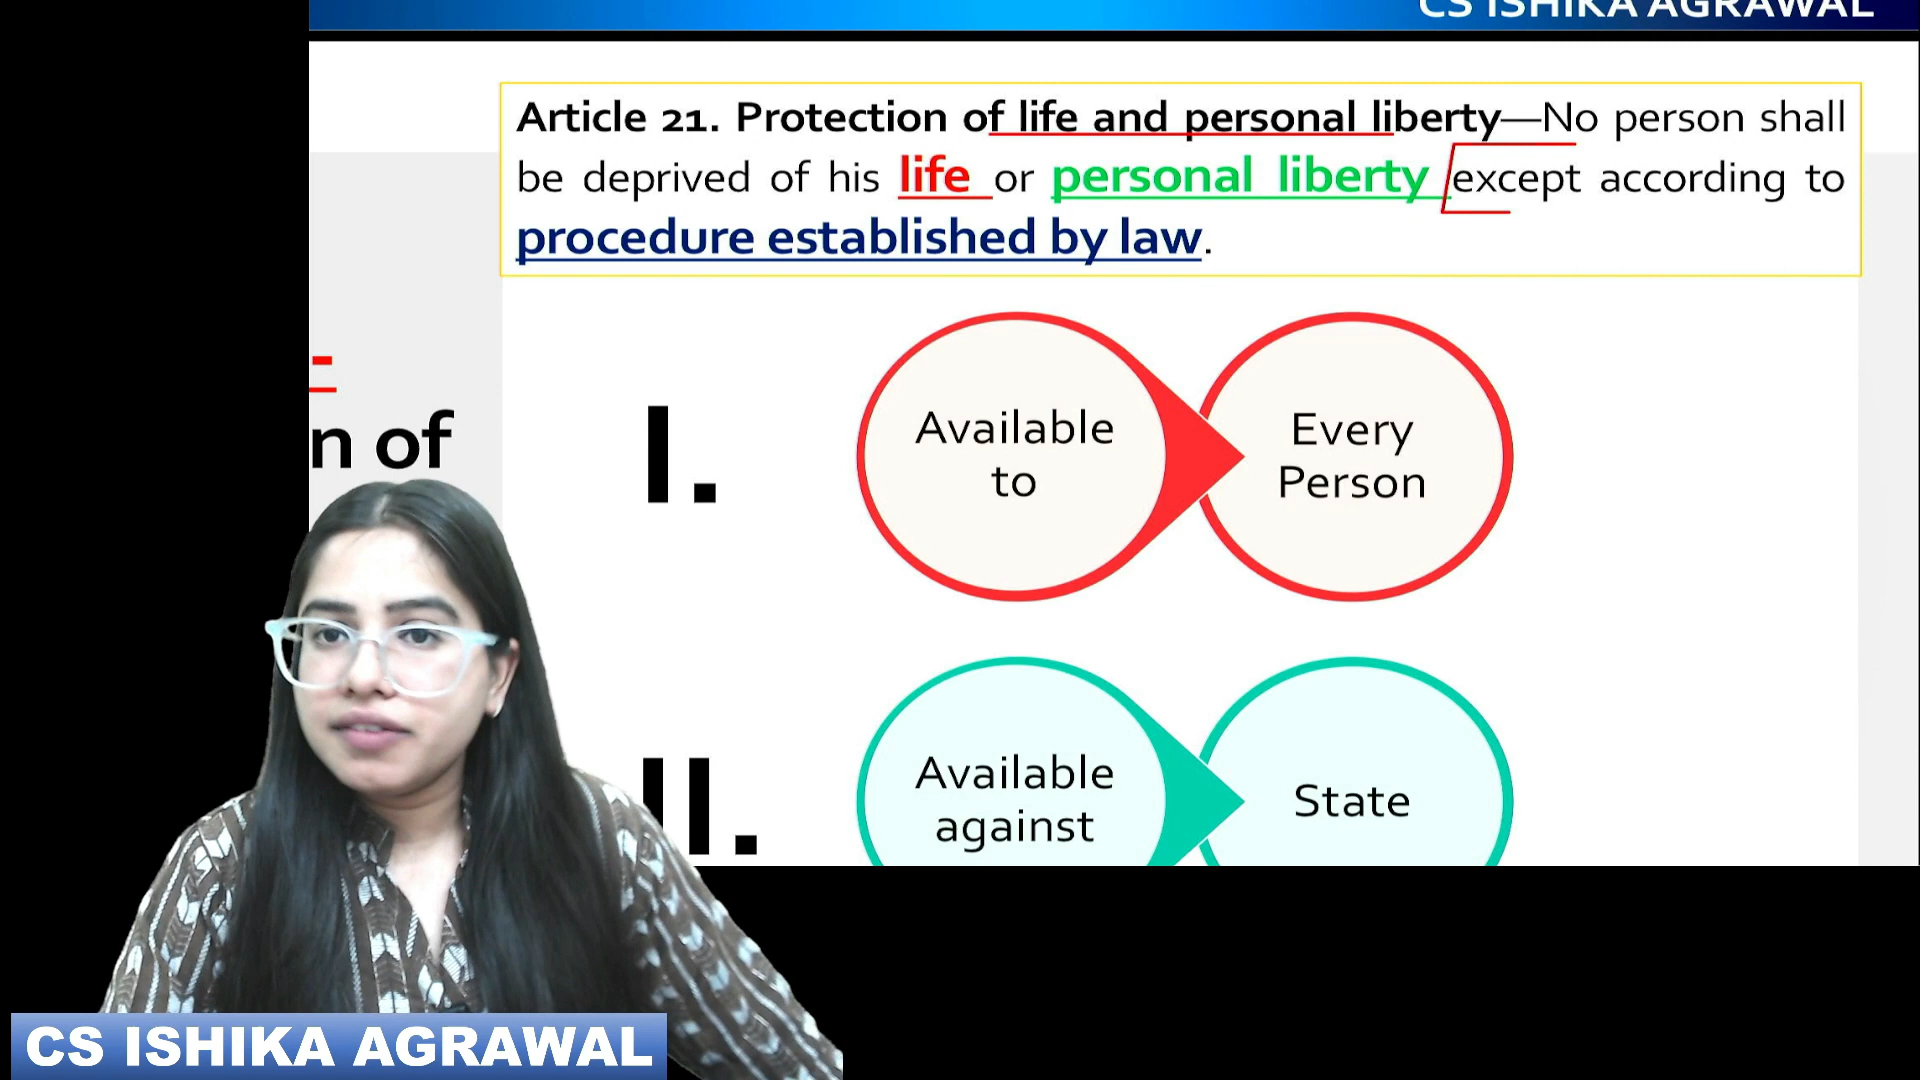 CS ISHIKA AGRAWAL
Article 21. Protection of life and personal liberty—No person shall
be deprived of his life or personal liberty except according to
procedure established by law.
-
n of
I.
Available
to
Every
Person
II.
Available
against
State
CS ISHIKA AGRAWAL